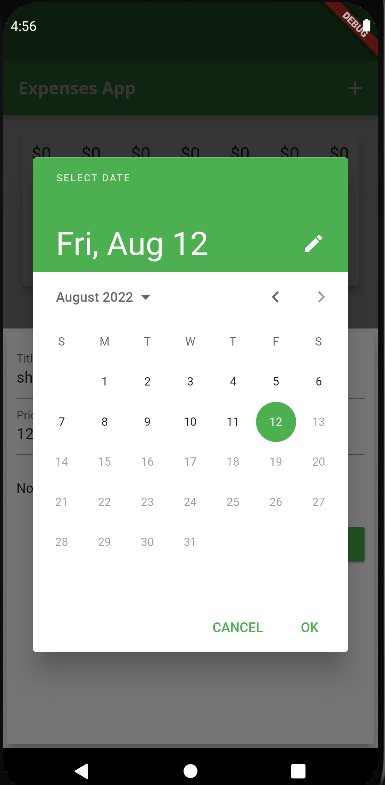 4:56
DEBUG
Expenses App
$0 $0 $0 $0 $0 $0 $0
SELECT DATE
Fri, Aug 12
August 2022
S M T W T F S
1 2 3 4 5 6
7 8 9 10 11 12 13
14 15 16 17 18 19 20
21 22 23 24 25 26 27
28 29 30 31
CANCEL OK